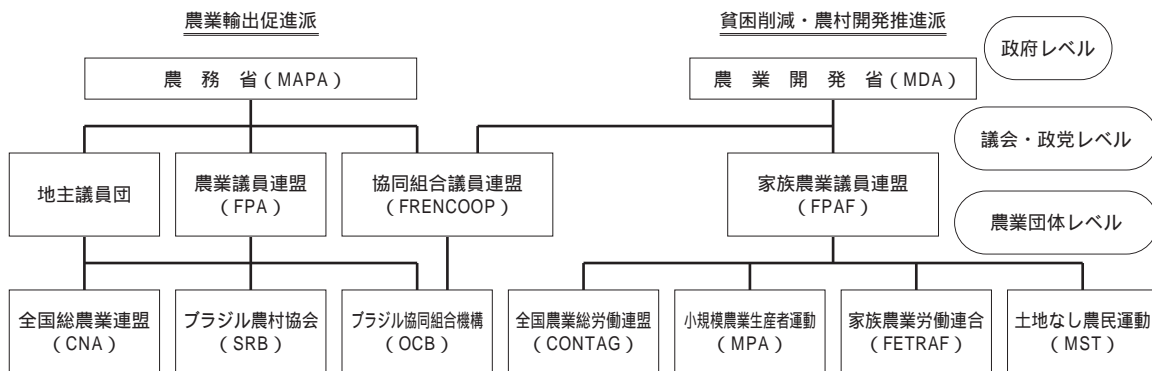 農業輸出促進派
貧困削減・農村開発推進派
政府レベル
農　務　省（MAPA）
農　業　開　発　省（MDA）
議会・政党レベル
地主議員団
農業議員連盟
（FPA）
協同組合議員連盟
（FRENCOOP）
家族農業議員連盟
（FPAF）
農業団体レベル
全国総農業連盟
（CNA）
ブラジル農村協会
（SRB）
ブラジル協同組合機構
（OCB）
全国農業総労働連盟
（CONTAG）
小規模農業生産者運動
（MPA）
家族農業労働連合
（FETRAF）
土地なし農民運動
（MST）